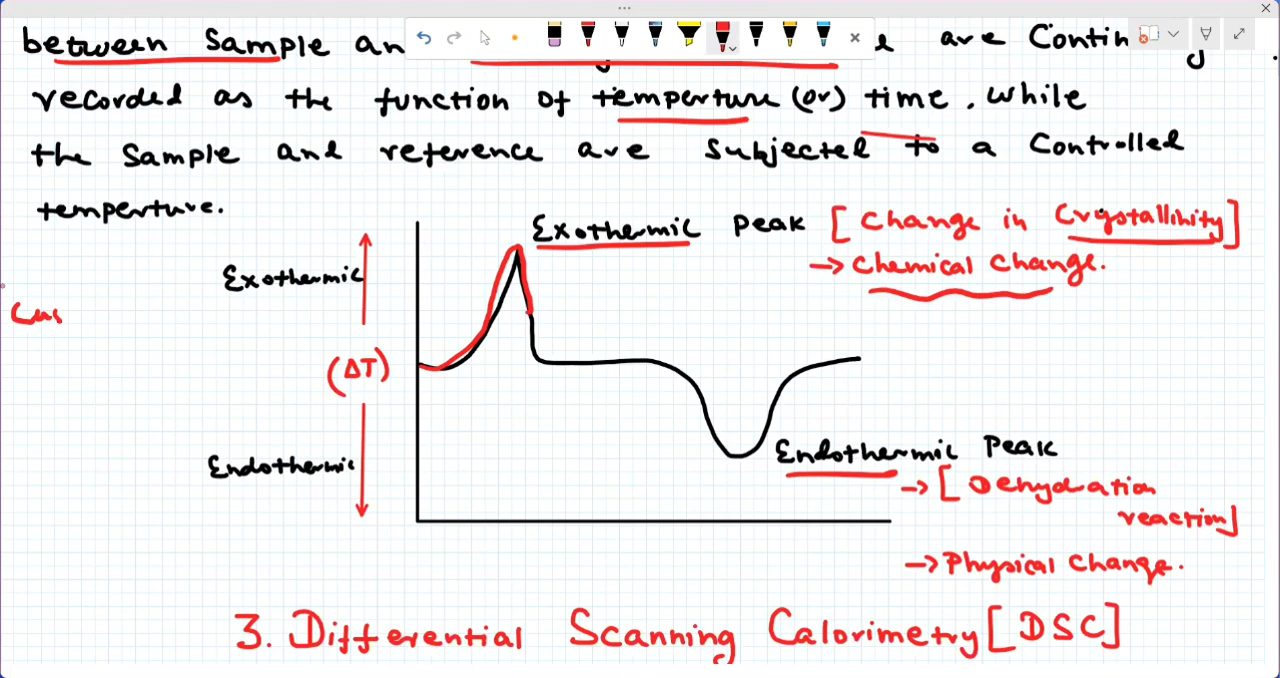 between Sample an are Contin
recorded as the function of temperture (or) time. while
the Sample and reference are Subjected to a Controlled
temperture.
Exothermic Peak [Change in Crystallinity]
→ Chemical Change.
Exothermic
Cus
(ΔT)
Endothermic Peak
Endothermic
→ [Dehydration
reaction]
→ Physical Change.
3. Differential Scanning Calorimetry [DSC]